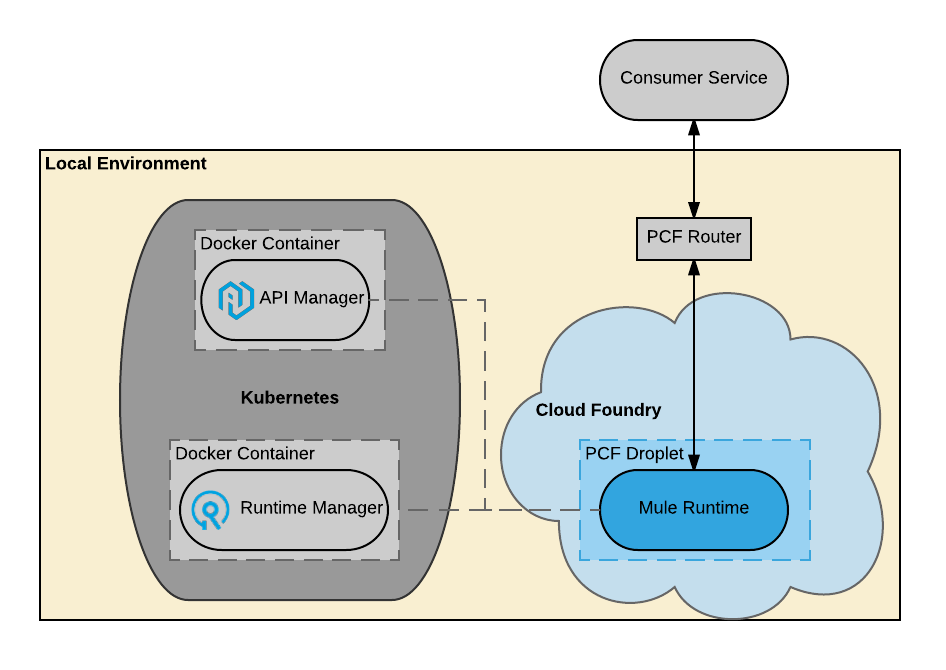 Consumer Service
Local Environment
PCF Router
Docker Container
API Manager
Kubernetes
Cloud Foundry
Docker Container
Runtime Manager
PCF Droplet
Mule Runtime